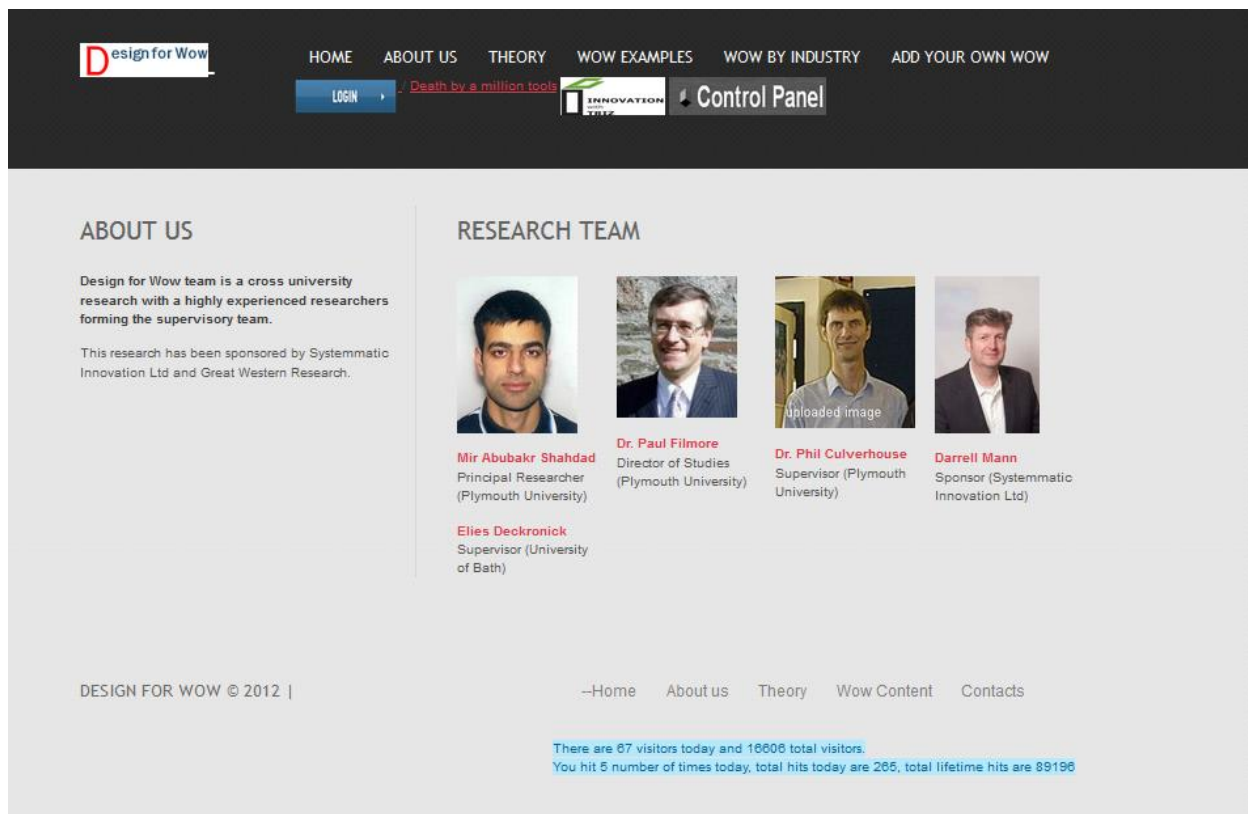 Design for Wow
HOME ABOUT US THEORY WOW EXAMPLES WOW BY INDUSTRY ADD YOUR OWN WOW
LOGIN / Death by a million tools INNOVATION with TRIZ Control Panel
ABOUT US
Design for Wow team is a cross university
research with a highly experienced researchers
forming the supervisory team.
This research has been sponsored by Systemmatic
Innovation Ltd and Great Western Research.
RESEARCH TEAM
uploaded image
Mir Abubakr Shahdad
Principal Researcher
(Plymouth University)
Dr. Paul Filmore
Director of Studies
(Plymouth University)
Dr. Phil Culverhouse
Supervisor (Plymouth
University)
Darrell Mann
Sponsor (Systemmatic
Innovation Ltd)
Elies Deckronick
Supervisor (University
of Bath)
DESIGN FOR WOW © 2012 |
--Home About us Theory Wow Content Contacts
There are 67 visitors today and 16606 total visitors.
You hit 5 number of times today, total hits today are 265, total lifetime hits are 89196